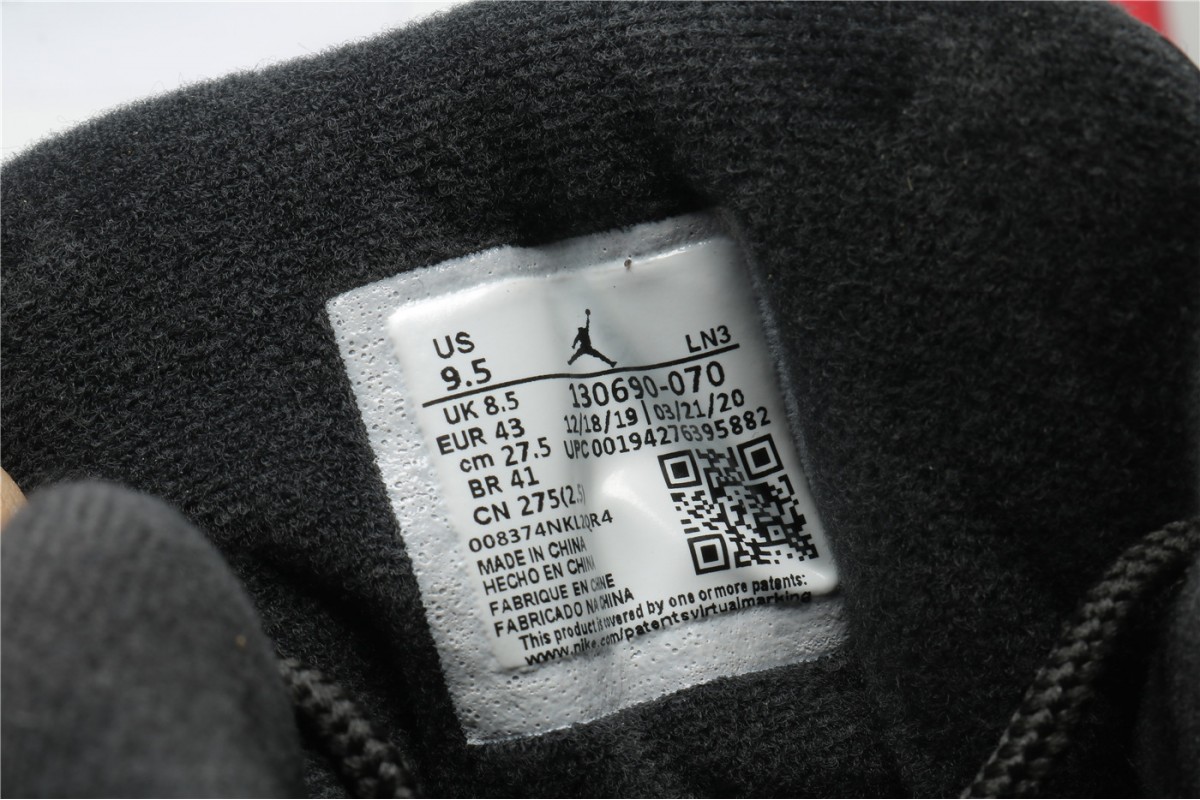 US
9.5
LN3
UK 8.5
EUR 43
cm 27.5
BR 41
CN 275(2.5)
130690-070
12/18/19 | 03/21/20
UPC 00194276395882
008374NKL2QR4
MADE IN CHINA
HECHO EN CHINA
FABRIQUE EN CHINE
FABRICADO NA CHINA
This product is covered by one or more patents:
www.nike.com/patentsvirtualmarking